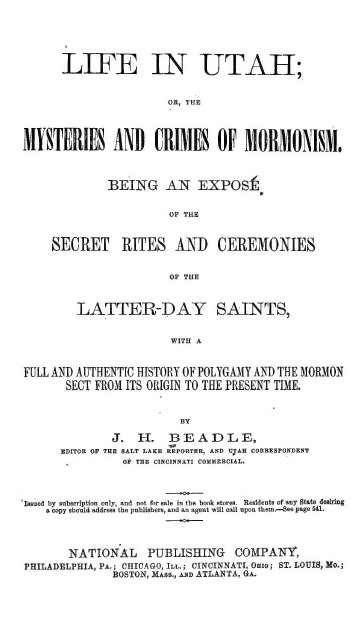 LIFE IN UTAH;
OR, THE
MYSTERIES AND CRIMES OF MORMONISM.
BEING AN EXPOSÉ
OF THE
SECRET RITES AND CEREMONIES
OF THE
LATTER-DAY SAINTS,
WITH A
FULL AND AUTHENTIC HISTORY OF POLYGAMY AND THE MORMON
SECT FROM ITS ORIGIN TO THE PRESENT TIME.
BY
J. H. BEADLE,
EDITOR OF THE SALT LAKE REPORTER, AND UTAH CORRESPONDENT
OF THE CINCINNATI COMMERCIAL.
Issued by subscription only, and not for sale in the book stores. Residents of any State desiring
a copy should address the publishers, and an agent will call upon them.—See page 541.
NATIONAL PUBLISHING COMPANY,
PHILADELPHIA, PA.; CHICAGO, ILL.; CINCINNATI, OHIO; ST. LOUIS, MO.;
BOSTON, MASS., AND ATLANTA, GA.